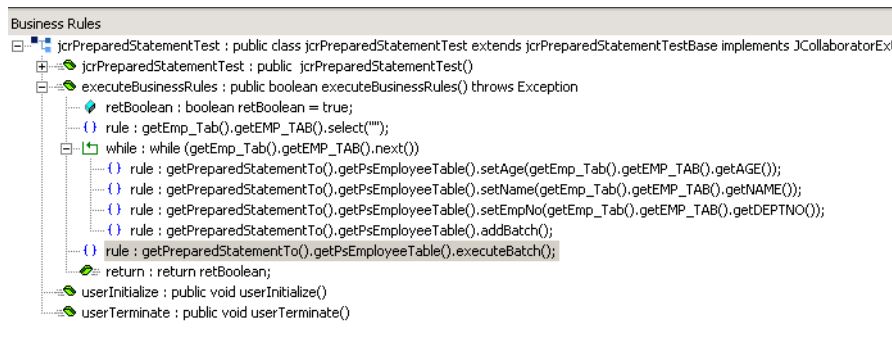 Business Rules
jcrPreparedStatementTest : public class jcrPreparedStatementTest extends jcrPreparedStatementTestBase implements JCollaboratorExt
jcrPreparedStatementTest : public jcrPreparedStatementTest()
executeBusinessRules : public boolean executeBusinessRules() throws Exception
retBoolean : boolean retBoolean = true;
{} rule : getEmp_Tab().getEMP_TAB().select("");
while : while (getEmp_Tab().getEMP_TAB().next())
{} rule : getPreparedStatementTo().getPsEmployeeTable().setAge(getEmp_Tab().getEMP_TAB().getAGE());
{} rule : getPreparedStatementTo().getPsEmployeeTable().setName(getEmp_Tab().getEMP_TAB().getNAME());
{} rule : getPreparedStatementTo().getPsEmployeeTable().setEmpNo(getEmp_Tab().getEMP_TAB().getDEPTNO());
{} rule : getPreparedStatementTo().getPsEmployeeTable().addBatch();
{} rule : getPreparedStatementTo().getPsEmployeeTable().executeBatch();
return : return retBoolean;
userInitialize : public void userInitialize()
userTerminate : public void userTerminate()